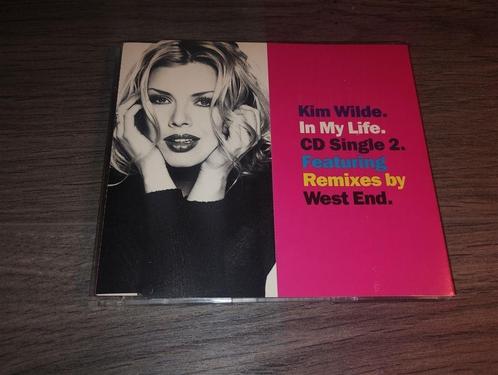 Kim Wilde.
In My Life.
CD Single 2.
Featuring
Remixes by
West End.